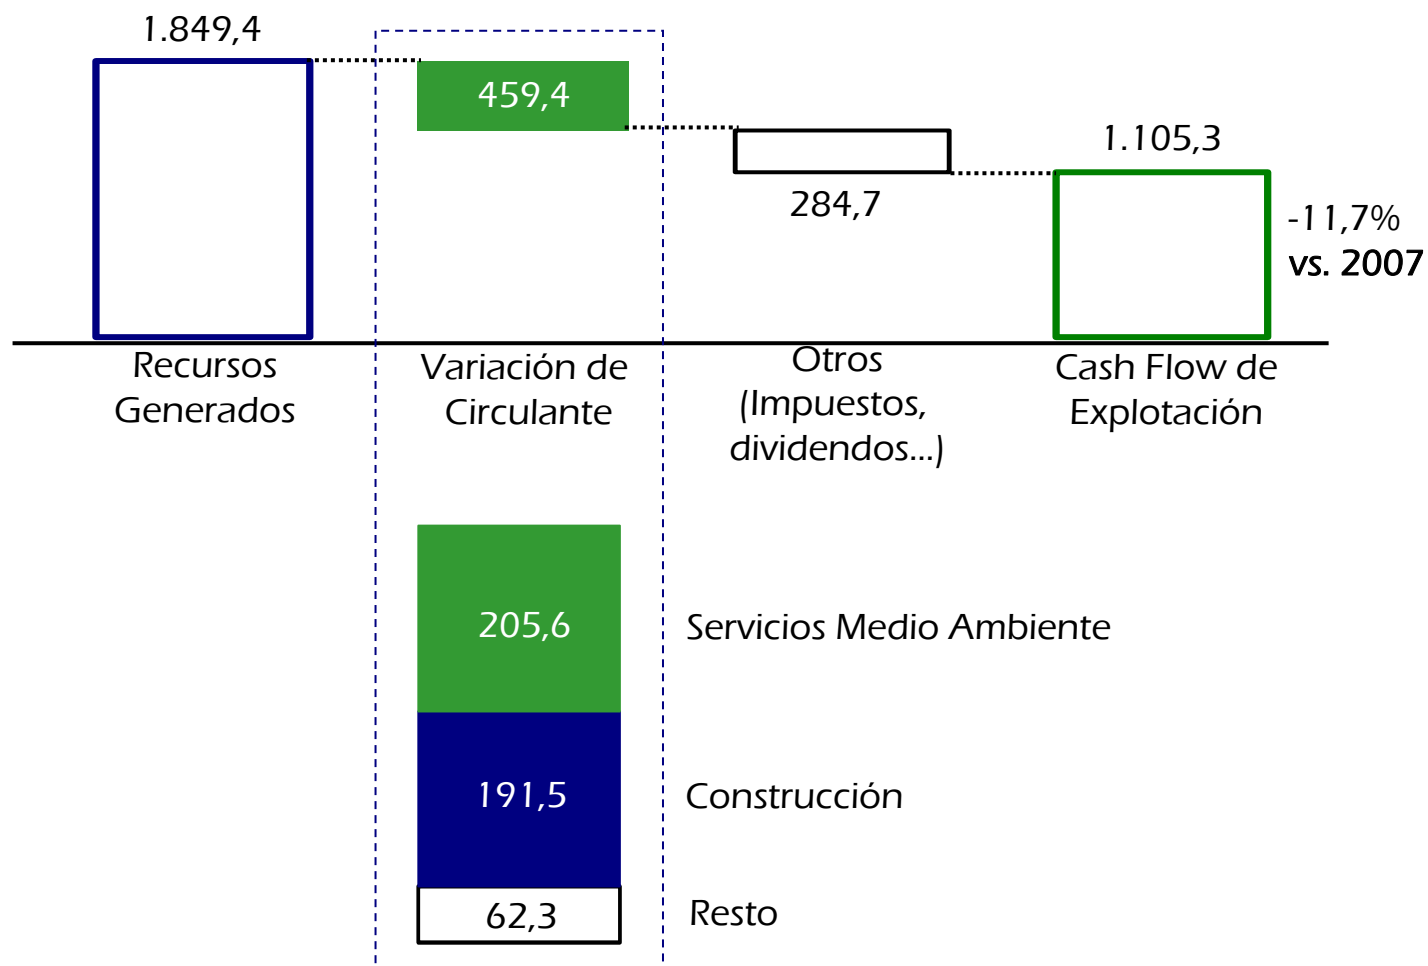 1.849,4
459,4
284,7
1.105,3
-11,7%
vs. 2007
Recursos
Generados
Variación de
Circulante
Otros
(Impuestos,
dividendos...)
Cash Flow de
Explotación
205,6
Servicios Medio Ambiente
191,5
Construcción
62,3
Resto